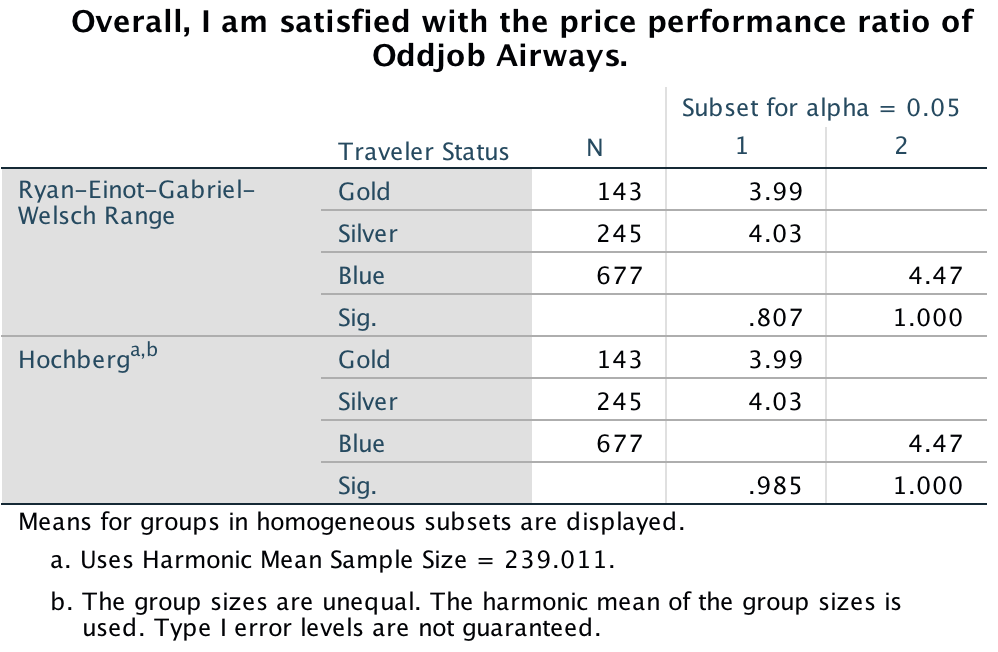 Overall, I am satisfied with the price performance ratio of
Oddjob Airways.
Subset for alpha = 0.05
Traveler Status N 1 2
Ryan-Einot-Gabriel-
Welsch Range
Gold 143 3.99
Silver 245 4.03
Blue 677 4.47
Sig. .807 1.000
Hochberga,b
Gold 143 3.99
Silver 245 4.03
Blue 677 4.47
Sig. .985 1.000
Means for groups in homogeneous subsets are displayed.
a. Uses Harmonic Mean Sample Size = 239.011.
b. The group sizes are unequal. The harmonic mean of the group sizes is
used. Type I error levels are not guaranteed.